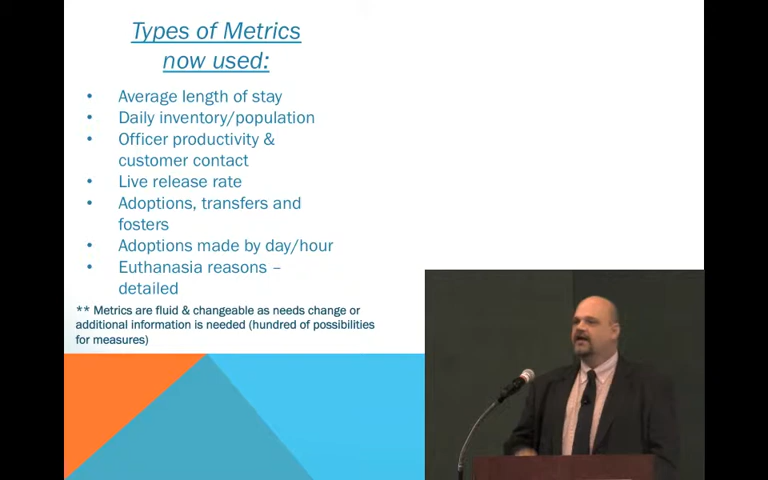 Types of Metrics
now used:
• Average length of stay
• Daily inventory/population
• Officer productivity &
customer contact
• Live release rate
• Adoptions, transfers and
fosters
• Adoptions made by day/hour
• Euthanasia reasons –
detailed
** Metrics are fluid & changeable as needs change or
additional information is needed (hundred of possibilities
for measures)